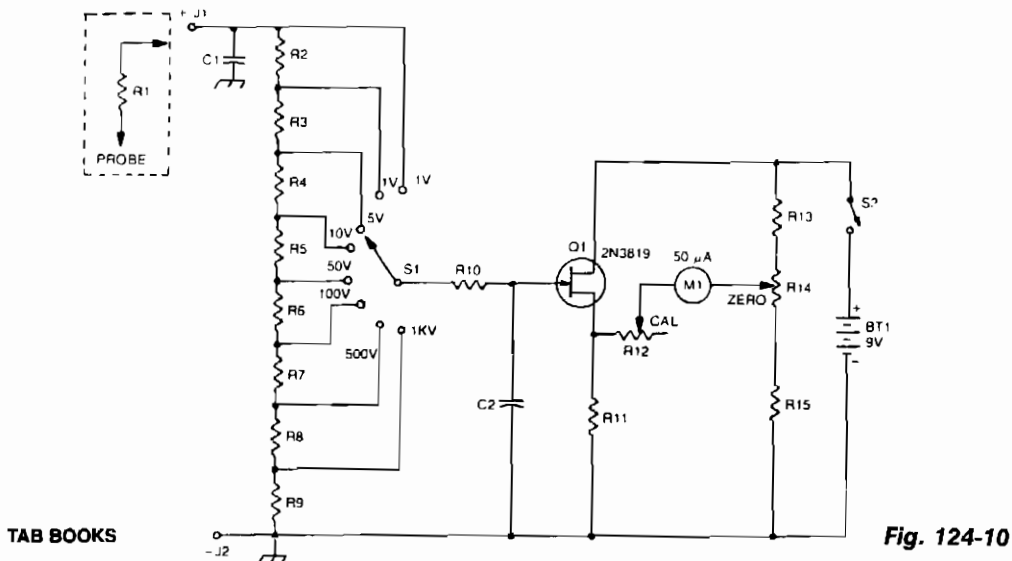 + J1
C1
R2
R1
PROBE
R3
R4
1V
1V
5V
10V
R5
50V
S1
R10
100V
R6
500V
1KV
R7
R8
R9
C2
Q1
2N3819
50 µA
M1
ZERO
CAL
R12
R11
R13
R14
R15
S2
+
BT1
9V
−
TAB BOOKS
−J2
Fig. 124-10